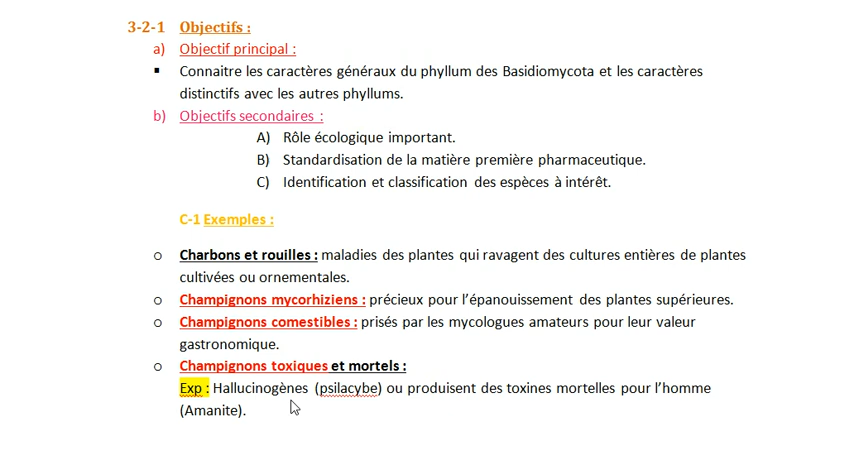 3-2-1 Objectifs :
a) Objectif principal :
▪ Connaitre les caractères généraux du phyllum des Basidiomycota et les caractères
distinctifs avec les autres phyllums.
b) Objectifs secondaires :
A) Rôle écologique important.
B) Standardisation de la matière première pharmaceutique.
C) Identification et classification des espèces à intérêt.
C-1 Exemples :
o Charbons et rouilles : maladies des plantes qui ravagent des cultures entières de plantes
cultivées ou ornementales.
o Champignons mycorhiziens : précieux pour l'épanouissement des plantes supérieures.
o Champignons comestibles : prisés par les mycologues amateurs pour leur valeur
gastronomique.
o Champignons toxiques et mortels :
Exp : Hallucinogènes (psilacybe) ou produisent des toxines mortelles pour l'homme
(Amanite).